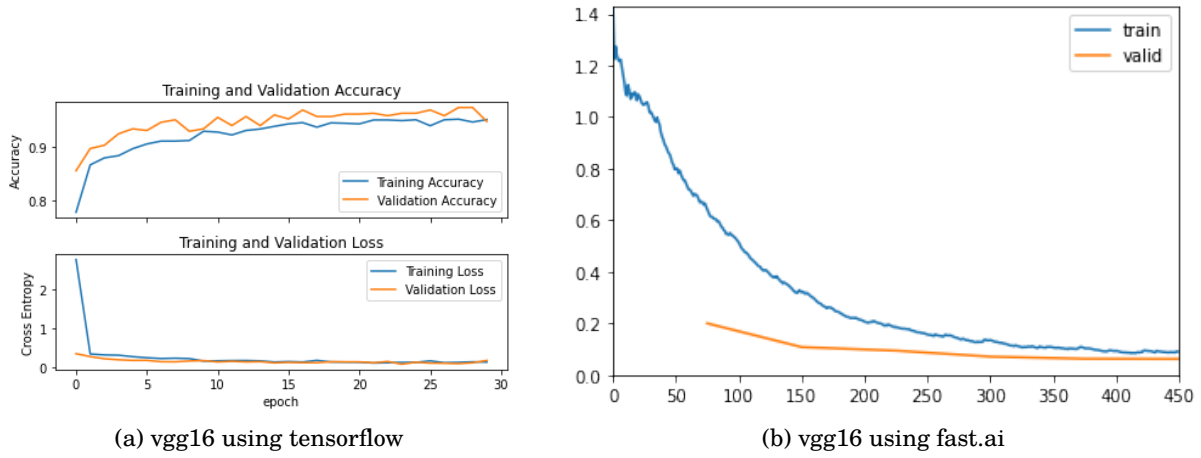 Training and Validation Accuracy
Accuracy
0.9
0.8
Training Accuracy
Validation Accuracy
Training and Validation Loss
Cross Entropy
2
1
0
Training Loss
Validation Loss
0 5 10 15 20 25 30
epoch
(a) vgg16 using tensorflow
1.4
1.2
1.0
0.8
0.6
0.4
0.2
0.0
train
valid
0 50 100 150 200 250 300 350 400 450
(b) vgg16 using fast.ai